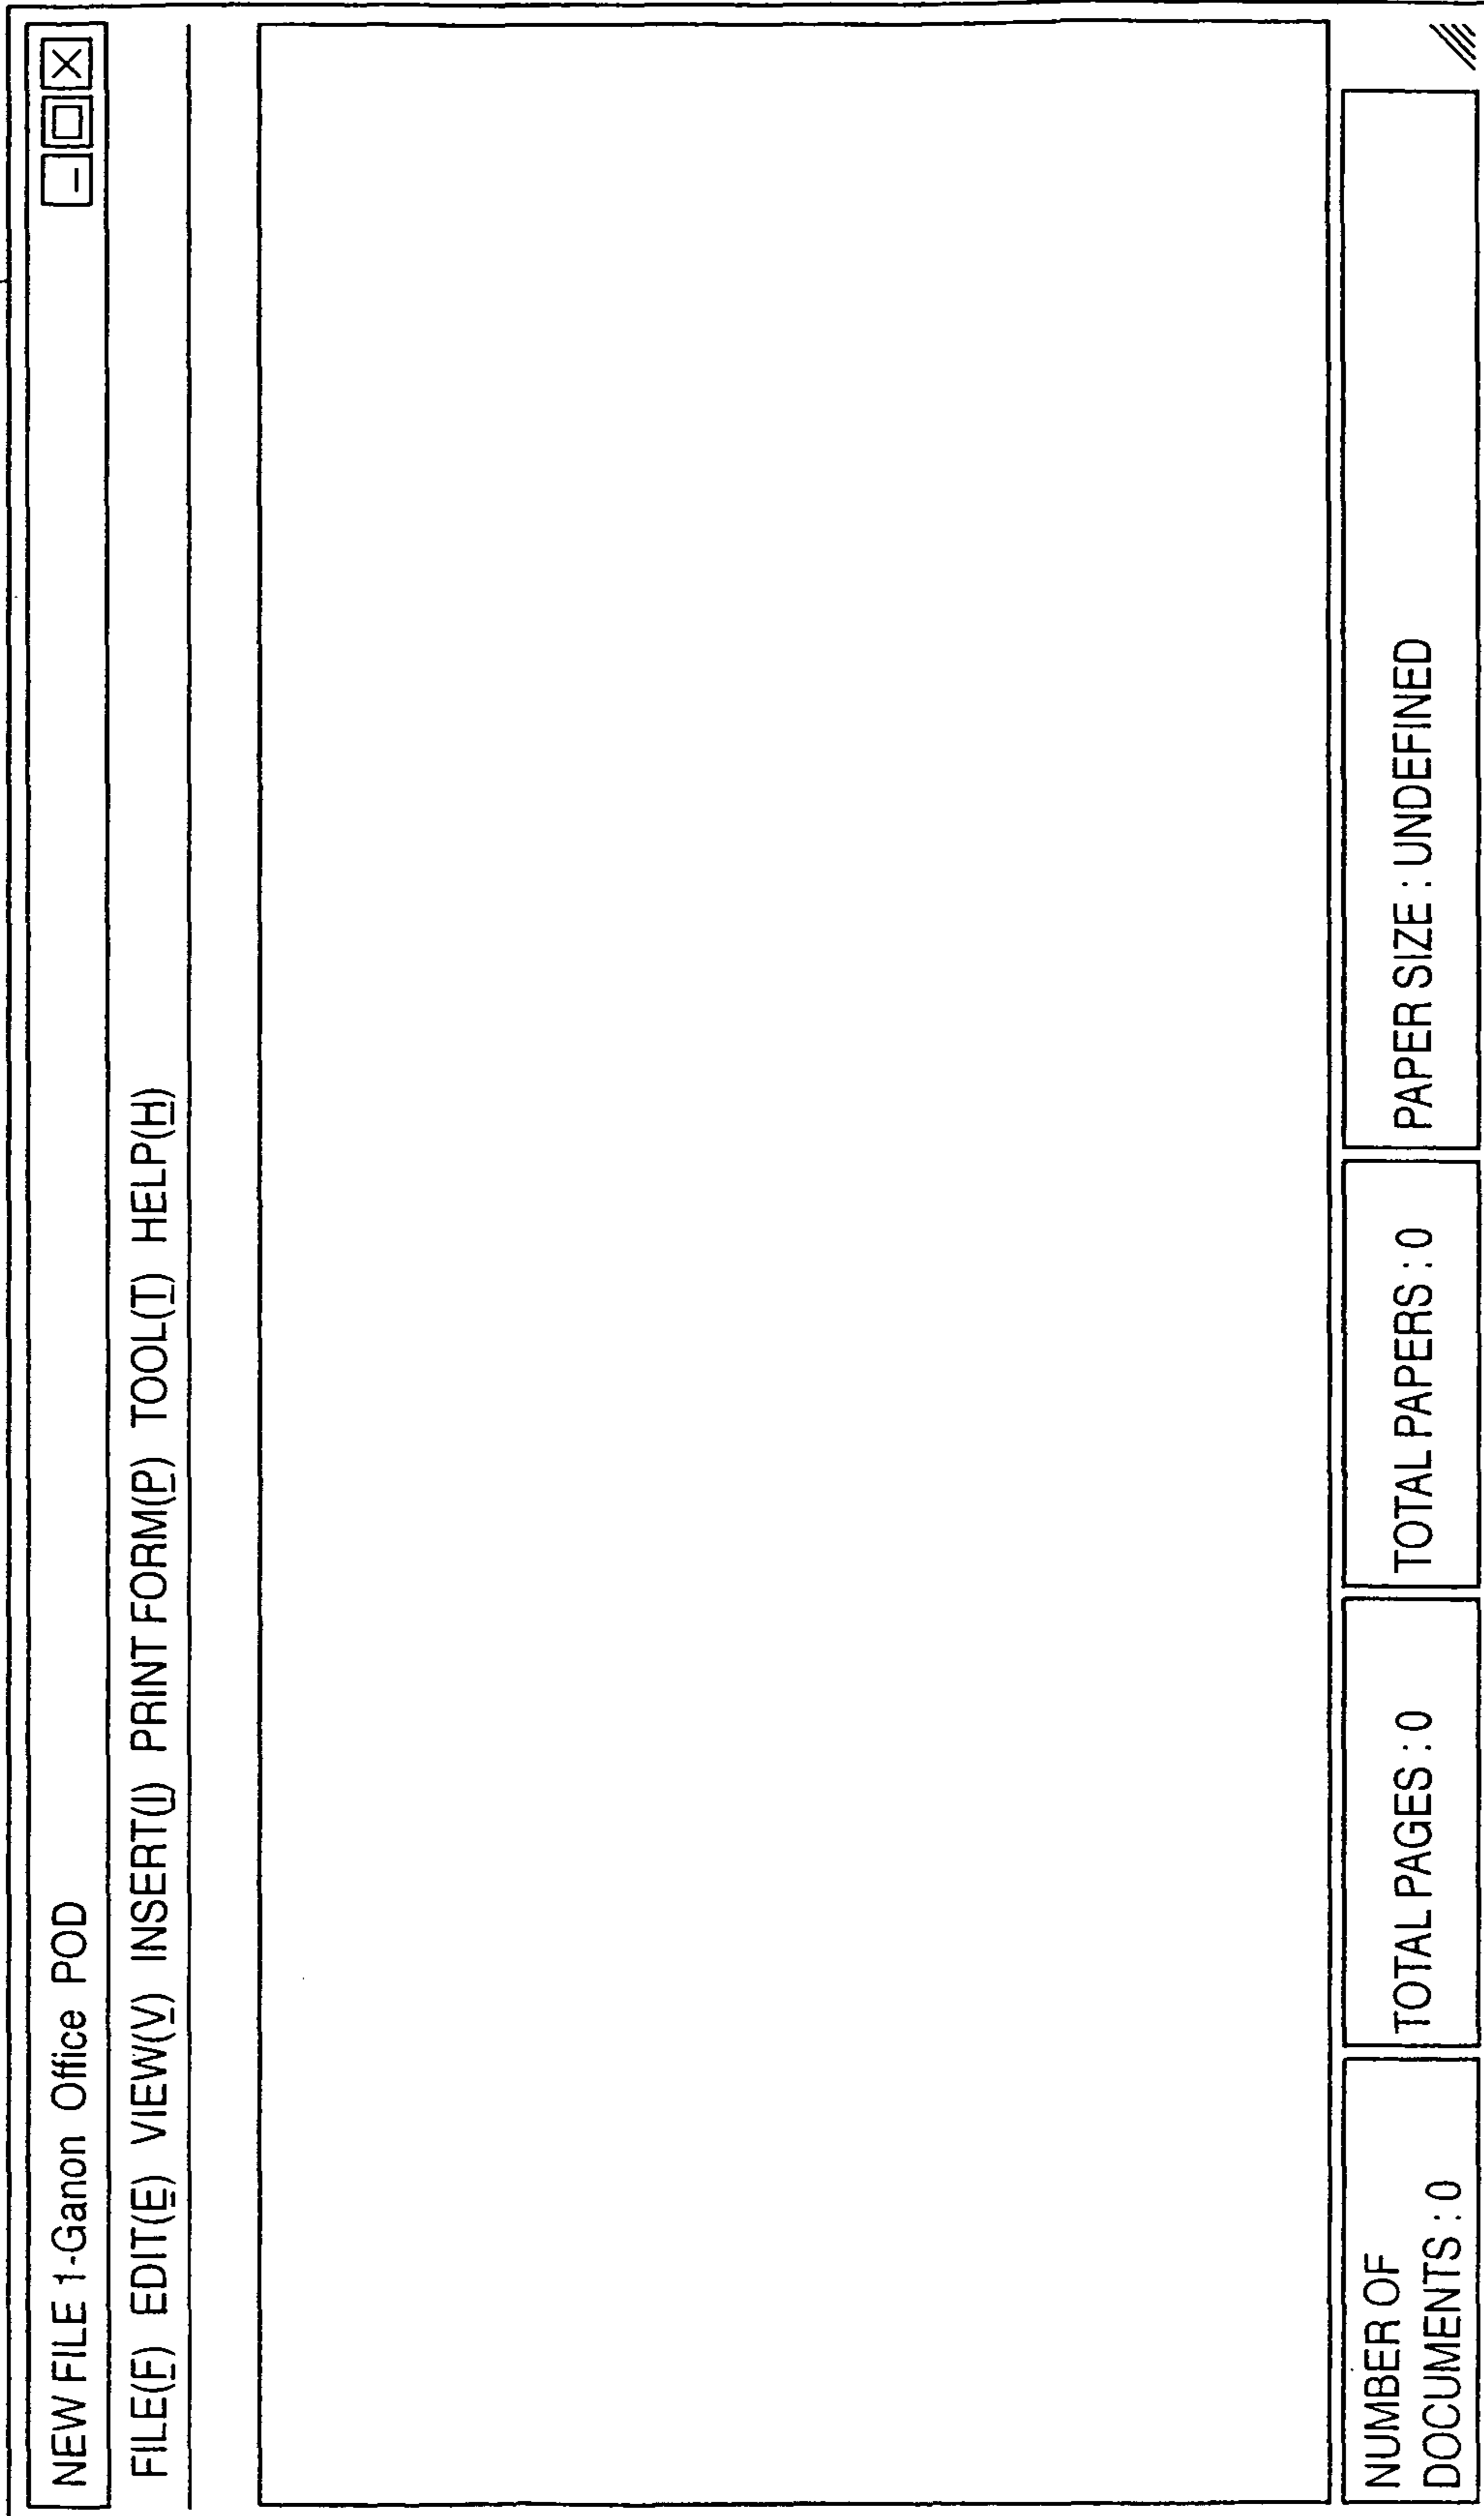 NEW FILE 1-Ganon Office POD
FILE(F) EDIT(E) VIEW(V) INSERT(I) PRINT FORM(P) TOOL(T) HELP(H)
NUMBER OF
DOCUMENTS : 0
TOTAL PAGES : 0
TOTAL PAPERS : 0
PAPER SIZE : UNDEFINED